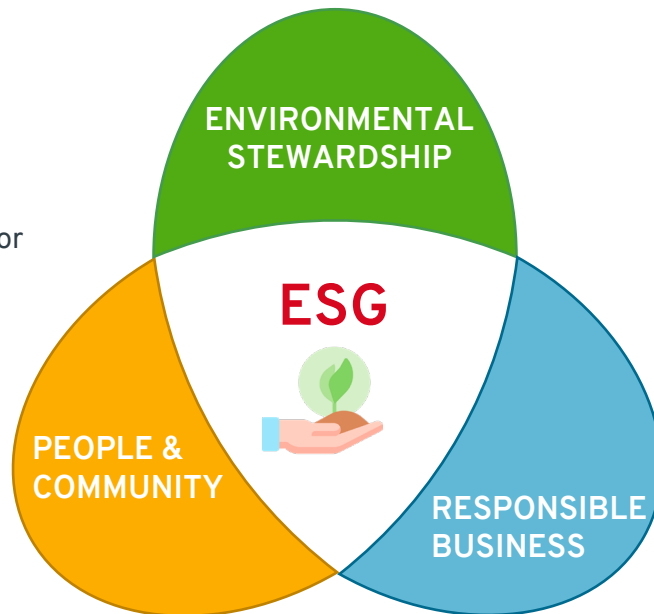 ENVIRONMENTAL
STEWARDSHIP
or
ESG
PEOPLE &
COMMUNITY
RESPONSIBLE
BUSINESS